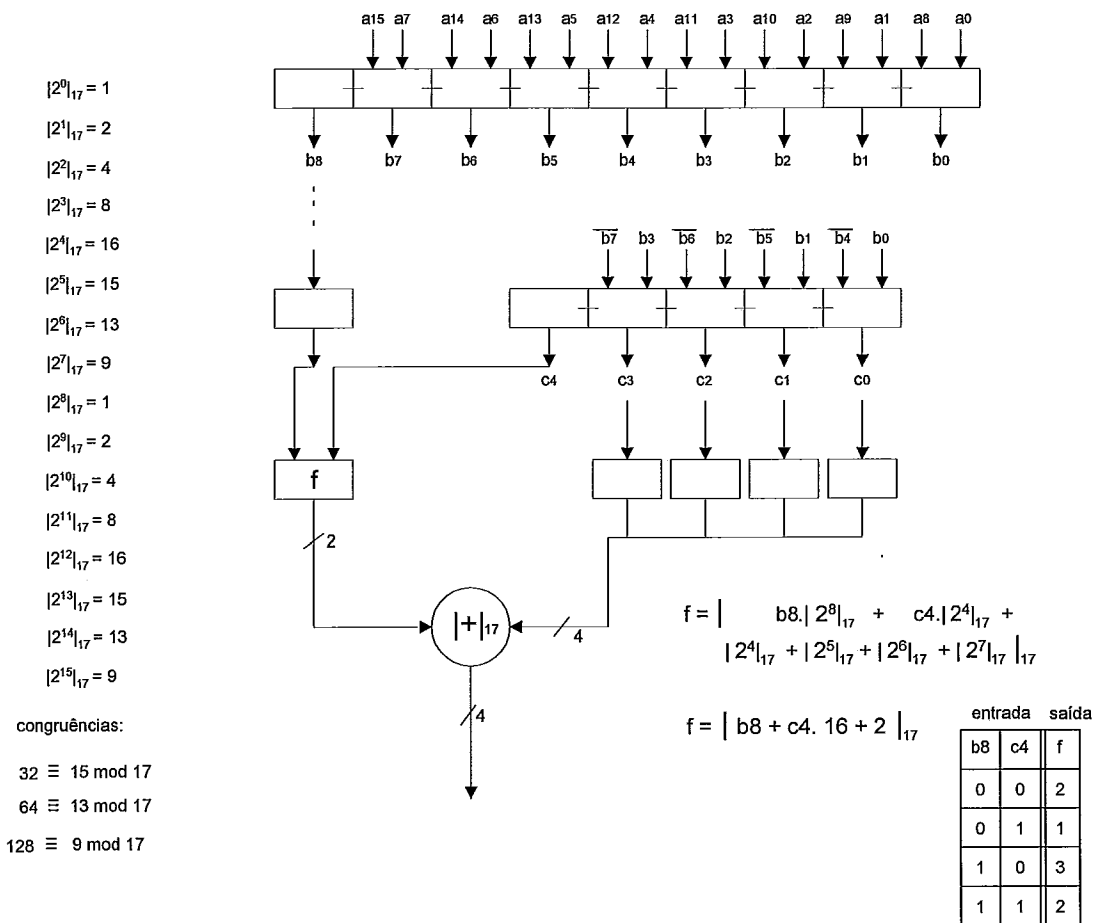 a15 a7 a14 a6 a13 a5 a12 a4 a11 a3 a10 a2 a9 a1 a8 a0
b8 b7 b6 b5 b4 b3 b2 b1 b0
|2⁰|₁₇ = 1
|2¹|₁₇ = 2
|2²|₁₇ = 4
|2³|₁₇ = 8
|2⁴|₁₇ = 16
|2⁵|₁₇ = 15
|2⁶|₁₇ = 13
|2⁷|₁₇ = 9
|2⁸|₁₇ = 1
|2⁹|₁₇ = 2
|2¹⁰|₁₇ = 4
|2¹¹|₁₇ = 8
|2¹²|₁₇ = 16
|2¹³|₁₇ = 15
|2¹⁴|₁₇ = 13
|2¹⁵|₁₇ = 9
congruências:
32 ≡ 15 mod 17
64 ≡ 13 mod 17
128 ≡ 9 mod 17
b̅7̅ b3 b̅6̅ b2 b̅5̅ b1 b̅4̅ b0
c4 c3 c2 c1 c0
f
2
|+|₁₇
4
4
f = | b8.|2⁸|₁₇ + c4.|2⁴|₁₇ +
|2⁴|₁₇ + |2⁵|₁₇ + |2⁶|₁₇ + |2⁷|₁₇ |₁₇
f = | b8 + c4. 16 + 2 |₁₇
entrada saída
b8 c4 f
0 0 2
0 1 1
1 0 3
1 1 2